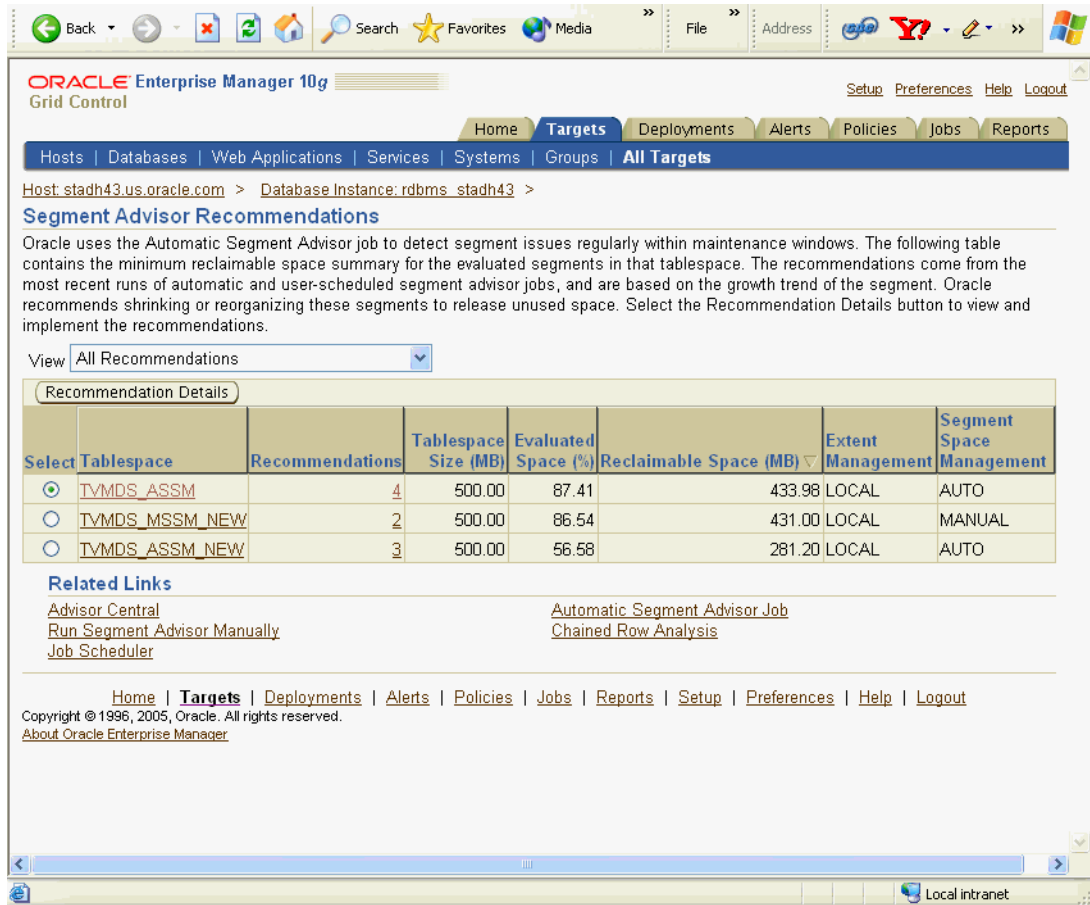 Back Search Favorites Media » File » Address »
ORACLE Enterprise Manager 10g
Grid Control
Setup Preferences Help Logout
Home Targets Deployments Alerts Policies Jobs Reports
Hosts | Databases | Web Applications | Services | Systems | Groups | All Targets
Host: stadh43.us.oracle.com > Database Instance: rdbms_stadh43 >
Segment Advisor Recommendations
Oracle uses the Automatic Segment Advisor job to detect segment issues regularly within maintenance windows. The following table
contains the minimum reclaimable space summary for the evaluated segments in that tablespace. The recommendations come from the
most recent runs of automatic and user-scheduled segment advisor jobs, and are based on the growth trend of the segment. Oracle
recommends shrinking or reorganizing these segments to release unused space. Select the Recommendation Details button to view and
implement the recommendations.
View All Recommendations
Recommendation Details
Select Tablespace Recommendations Tablespace Size (MB) Evaluated Space (%) Reclaimable Space (MB) Extent Management Segment Space Management
TVMDS_ASSM 4 500.00 87.41 433.98 LOCAL AUTO
TVMDS_MSSM_NEW 2 500.00 86.54 431.00 LOCAL MANUAL
TVMDS_ASSM_NEW 3 500.00 56.58 281.20 LOCAL AUTO
Related Links
Advisor Central Automatic Segment Advisor Job
Run Segment Advisor Manually Chained Row Analysis
Job Scheduler
Home | Targets | Deployments | Alerts | Policies | Jobs | Reports | Setup | Preferences | Help | Logout
Copyright © 1996, 2005, Oracle. All rights reserved.
About Oracle Enterprise Manager
Local intranet